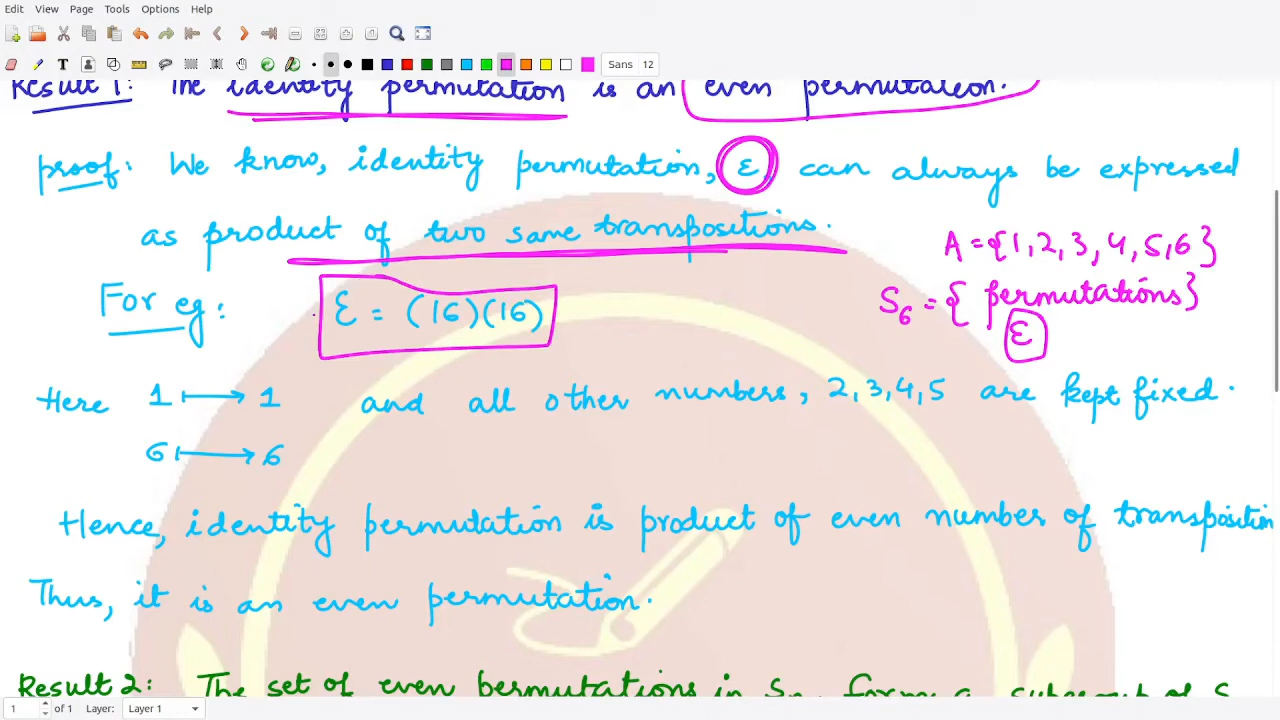 Edit View Page Tools Options Help
Sans 12
Result 1: The identity permutation is an even permutation.
proof: We know, identity permutation, ε, can always be expressed
as product of two same transpositions.
A = {1, 2, 3, 4, 5, 6}
S6 = { permutations}
ε
For eg: ε = (16)(16)
Here 1 ↦ 1 and all other numbers, 2, 3, 4, 5 are kept fixed.
6 ↦ 6
Hence, identity permutation is product of even number of transposition
Thus, it is an even permutation.
Result 2: The set of even permutations in Sn, form a subgroup of S
1 of 1 Layer: Layer 1